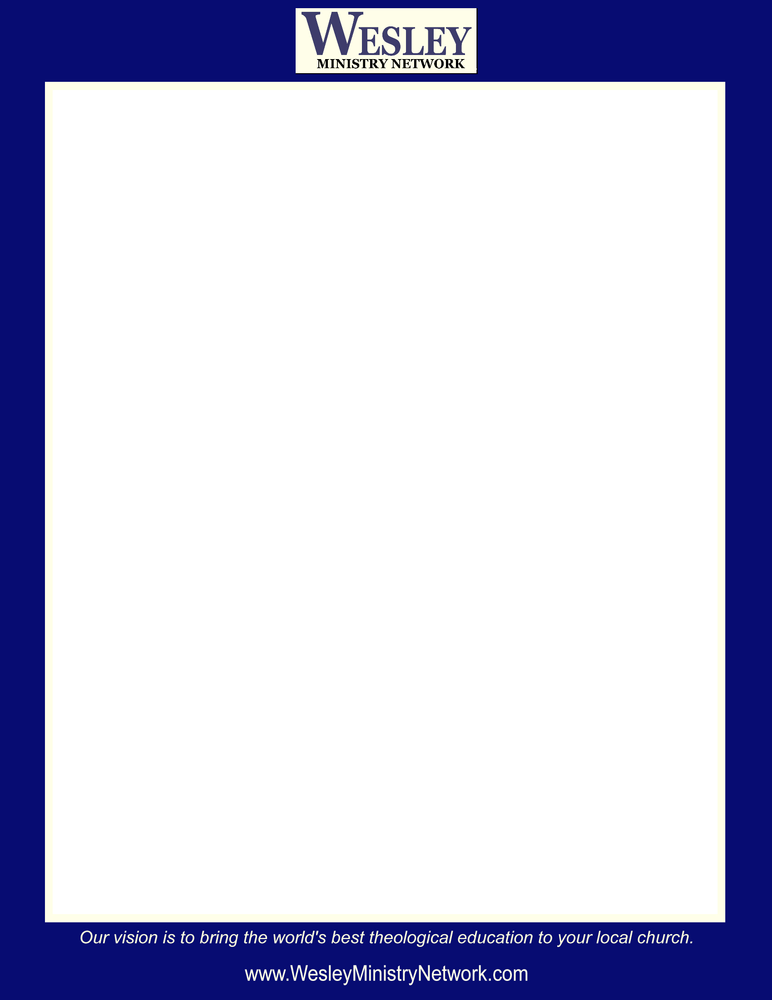 WESLEY
MINISTRY NETWORK
Our vision is to bring the world's best theological education to your local church.
www.WesleyMinistryNetwork.com